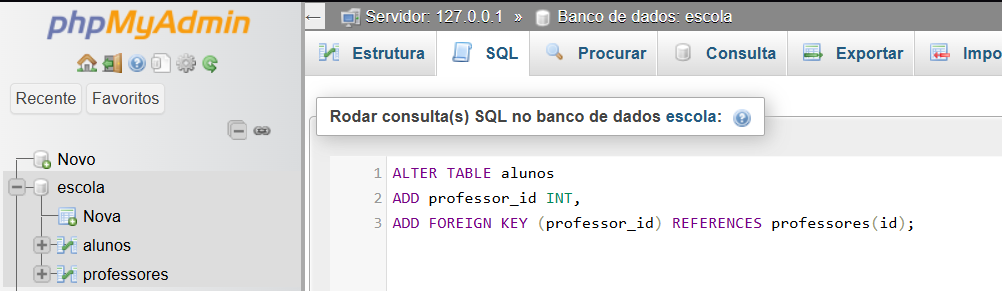 phpMyAdmin
Recente Favoritos
Novo
escola
Nova
alunos
professores
Servidor: 127.0.0.1 » Banco de dados: escola
Estrutura SQL Procurar Consulta Exportar Impo
Rodar consulta(s) SQL no banco de dados escola:
1 ALTER TABLE alunos
2 ADD professor_id INT,
3 ADD FOREIGN KEY (professor_id) REFERENCES professores(id);